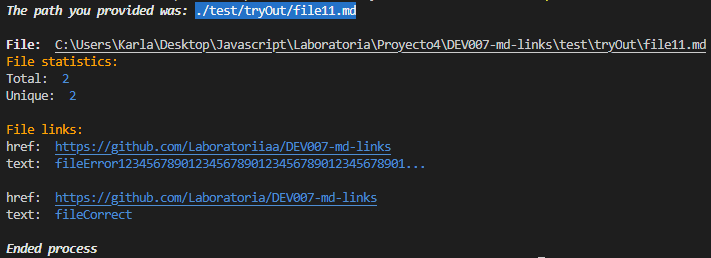 The path you provided was: ./test/tryOut/file11.md
File: C:\Users\Karla\Desktop\Javascript\Laboratoria\Proyecto4\DEV007-md-links\test\tryOut\file11.md
File statistics:
Total: 2
Unique: 2
File links:
href: https://github.com/Laboratoriiaa/DEV007-md-links
text: fileError12345678901234567890123456789012345678901...
href: https://github.com/Laboratoria/DEV007-md-links
text: fileCorrect
Ended process